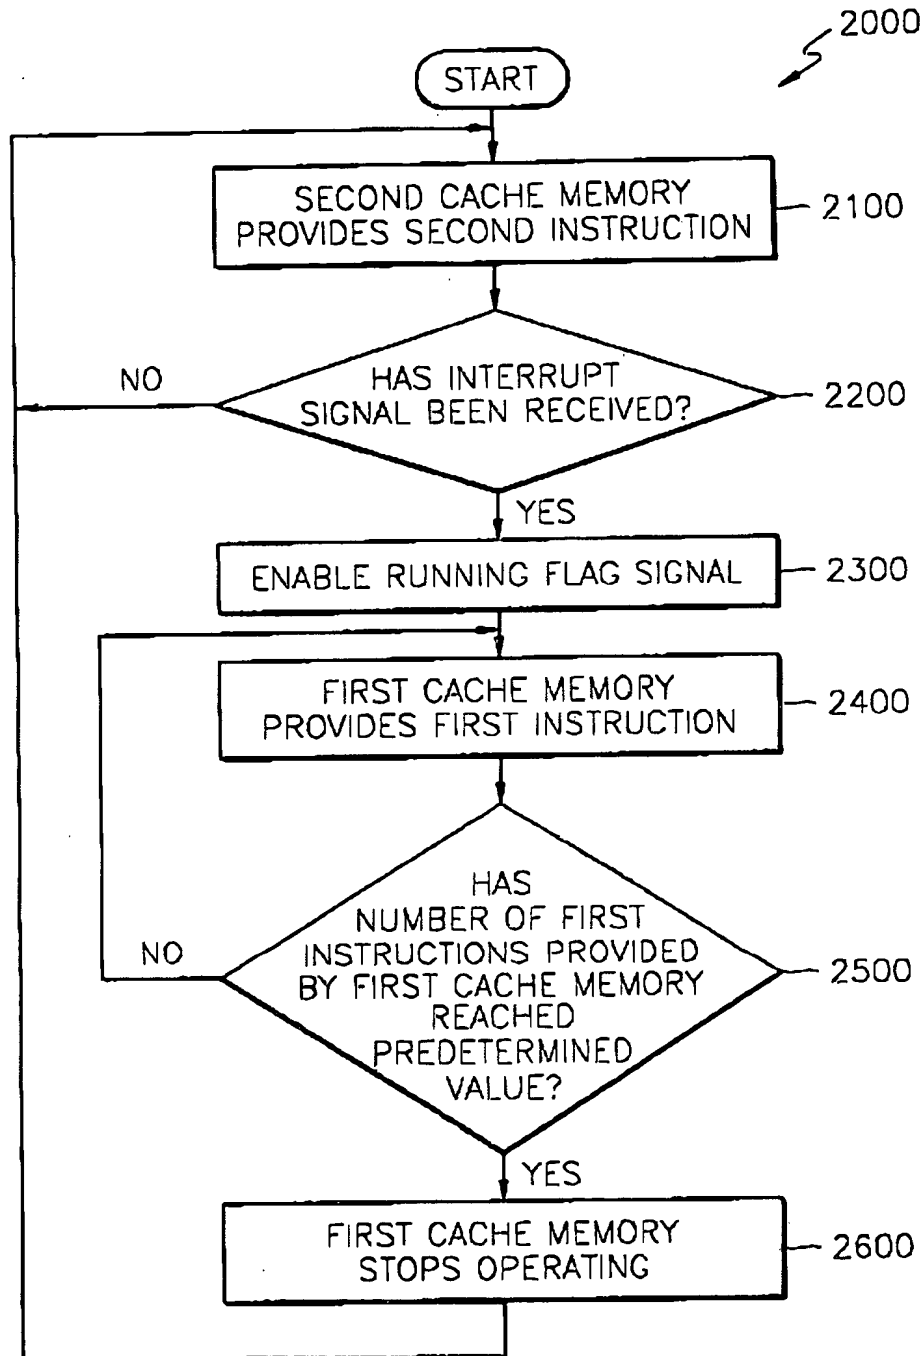 2000
START
SECOND CACHE MEMORY
PROVIDES SECOND INSTRUCTION
2100
NO
HAS INTERRUPT
SIGNAL BEEN RECEIVED?
2200
YES
ENABLE RUNNING FLAG SIGNAL
2300
FIRST CACHE MEMORY
PROVIDES FIRST INSTRUCTION
2400
NO
HAS
NUMBER OF FIRST
INSTRUCTIONS PROVIDED
BY FIRST CACHE MEMORY
REACHED
PREDETERMINED
VALUE?
2500
YES
FIRST CACHE MEMORY
STOPS OPERATING
2600